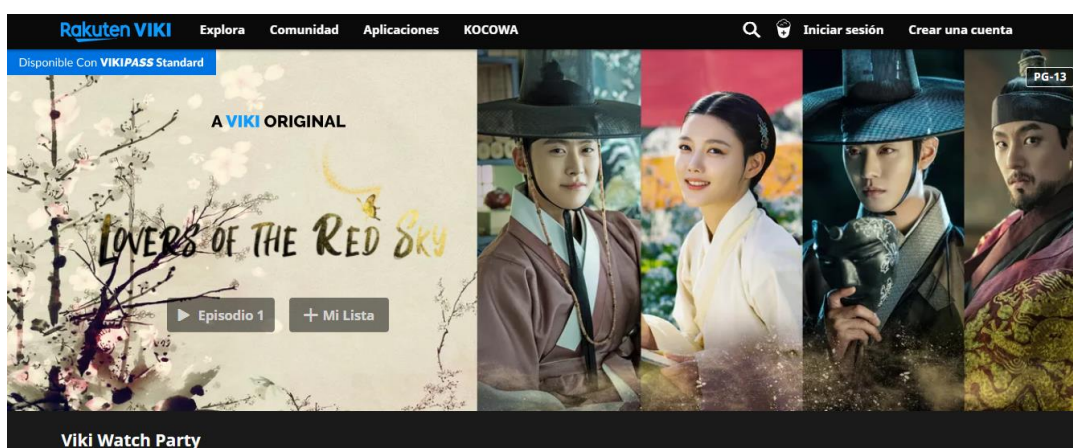 Rakuten VIKI Explora Comunidad Aplicaciones KOCOWA Iniciar sesión Crear una cuenta
Disponible Con VIKIPASS Standard
PG-13
A VIKI ORIGINAL
LOVERS OF THE RED SKY
Episodio 1
Mi Lista
Viki Watch Party